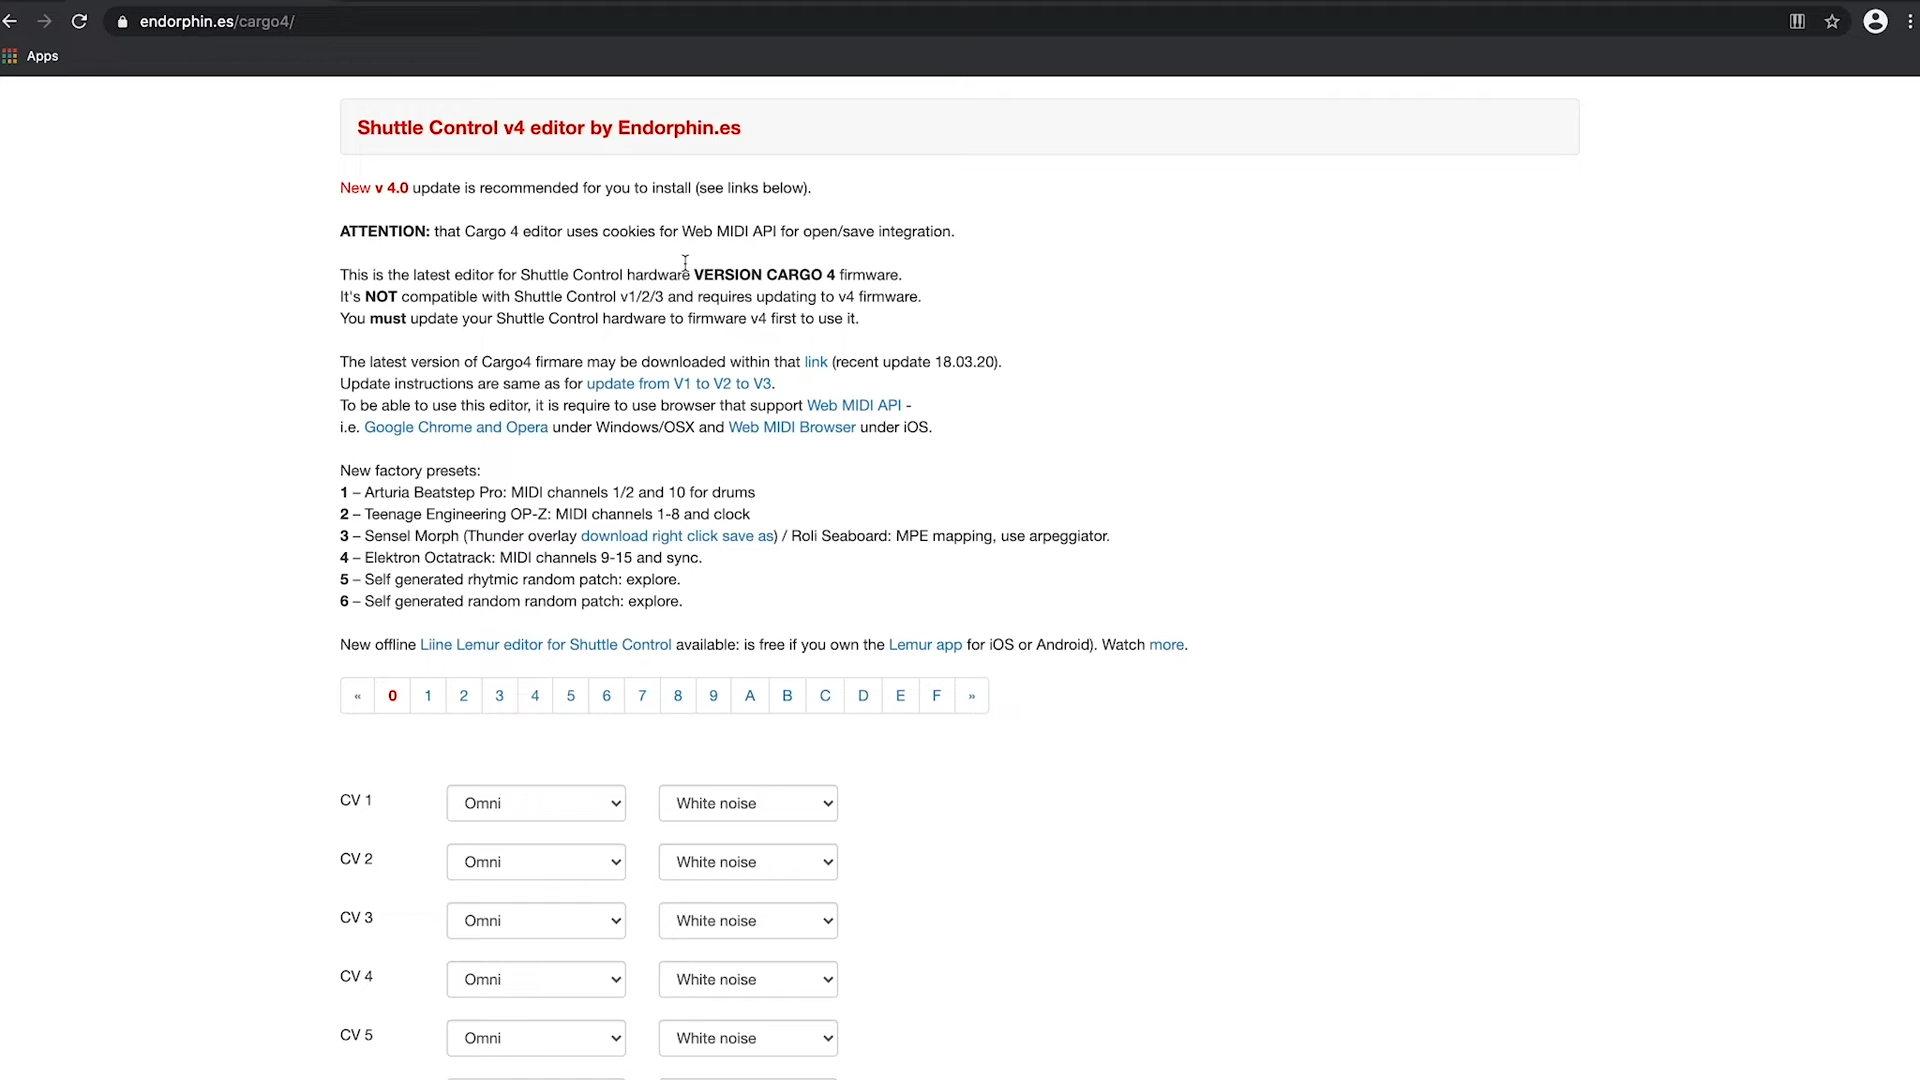 endorphin.es/cargo4/
Apps
Shuttle Control v4 editor by Endorphin.es
New v 4.0 update is recommended for you to install (see links below).
ATTENTION: that Cargo 4 editor uses cookies for Web MIDI API for open/save integration.
This is the latest editor for Shuttle Control hardware VERSION CARGO 4 firmware.
It's NOT compatible with Shuttle Control v1/2/3 and requires updating to v4 firmware.
You must update your Shuttle Control hardware to firmware v4 first to use it.
The latest version of Cargo4 firmare may be downloaded within that link (recent update 18.03.20).
Update instructions are same as for update from V1 to V2 to V3.
To be able to use this editor, it is require to use browser that support Web MIDI API -
i.e. Google Chrome and Opera under Windows/OSX and Web MIDI Browser under iOS.
New factory presets:
1 – Arturia Beatstep Pro: MIDI channels 1/2 and 10 for drums
2 – Teenage Engineering OP-Z: MIDI channels 1-8 and clock
3 – Sensel Morph (Thunder overlay download right click save as) / Roli Seaboard: MPE mapping, use arpeggiator.
4 – Elektron Octatrack: MIDI channels 9-15 and sync.
5 – Self generated rhytmic random patch: explore.
6 – Self generated random random patch: explore.
New offline Liine Lemur editor for Shuttle Control available: is free if you own the Lemur app for iOS or Android). Watch more.
« 0 1 2 3 4 5 6 7 8 9 A B C D E F »
CV 1 Omni White noise
CV 2 Omni White noise
CV 3 Omni White noise
CV 4 Omni White noise
CV 5 Omni White noise